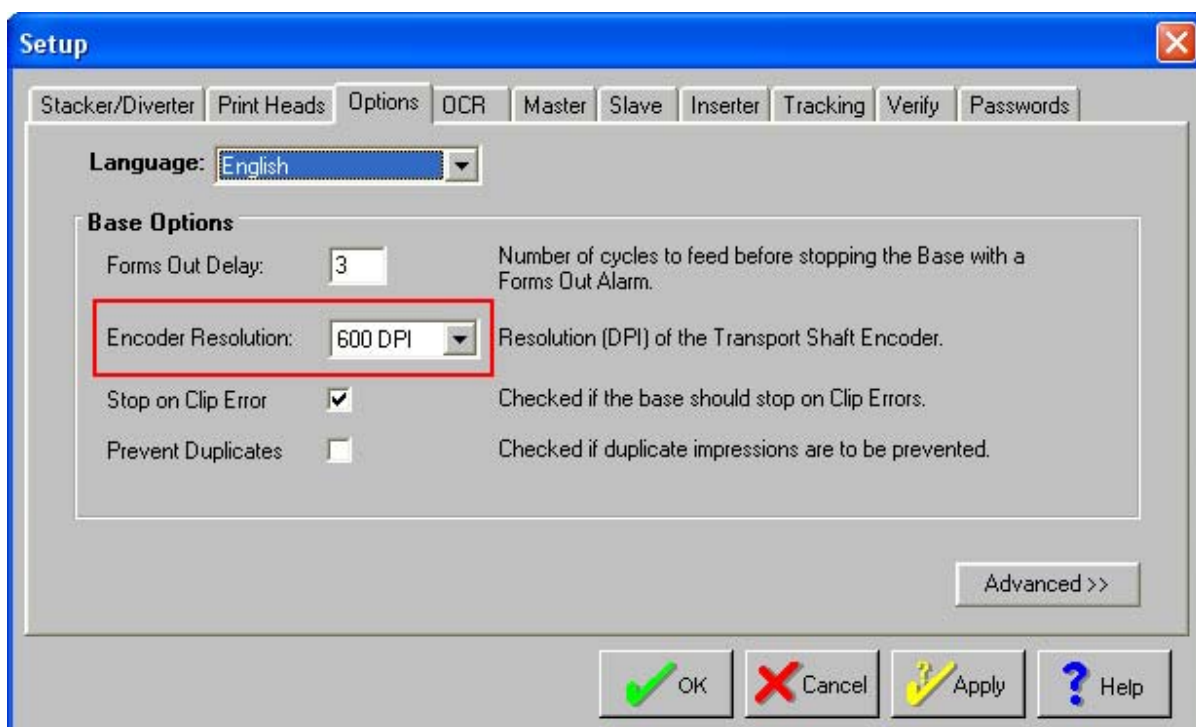 Setup
Stacker/Diverter Print Heads Options OCR Master Slave Inserter Tracking Verify Passwords
Language: English
Base Options
Forms Out Delay: 3 Number of cycles to feed before stopping the Base with a
Forms Out Alarm.
Encoder Resolution: 600 DPI Resolution (DPI) of the Transport Shaft Encoder.
Stop on Clip Error Checked if the base should stop on Clip Errors.
Prevent Duplicates Checked if duplicate impressions are to be prevented.
Advanced >>
OK Cancel Apply Help